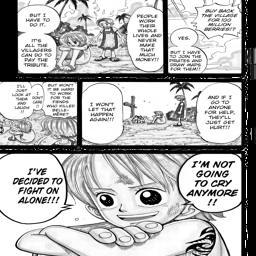 BUY BACK
THE VILLAGE
FOR 100
MILLION
BERRIES!?
YES.
BUT I HAVE
TO JOIN THE
PIRATES AND
DRAW MAPS
FOR THEM!!
PEOPLE
WORK
THEIR
WHOLE
LIVES AND
NEVER
MAKE
THAT
MUCH
MONEY!!
BUT I
HAVE TO
DO IT.
IT'S ALL
THE
VILLAGERS
CAN DO TO
PAY THE
TRIBUTE.
AND IF I
GO TO
ANYONE
FOR HELP,
THEY'LL
JUST GET
HURT!!
I WON'T
LET THAT
HAPPEN
AGAIN!!!
BUT WON'T
IT BE HARD
TO WORK
FOR THE
FIENDS
WHO
KILLED
I DON'T
CARE
I'LL
JUST
LOOK AT
THEM
AND
I'M NOT
GOING
TO CRY
ANYMORE
!!
I'VE
DECIDED TO
FIGHT ON
ALONE!!!